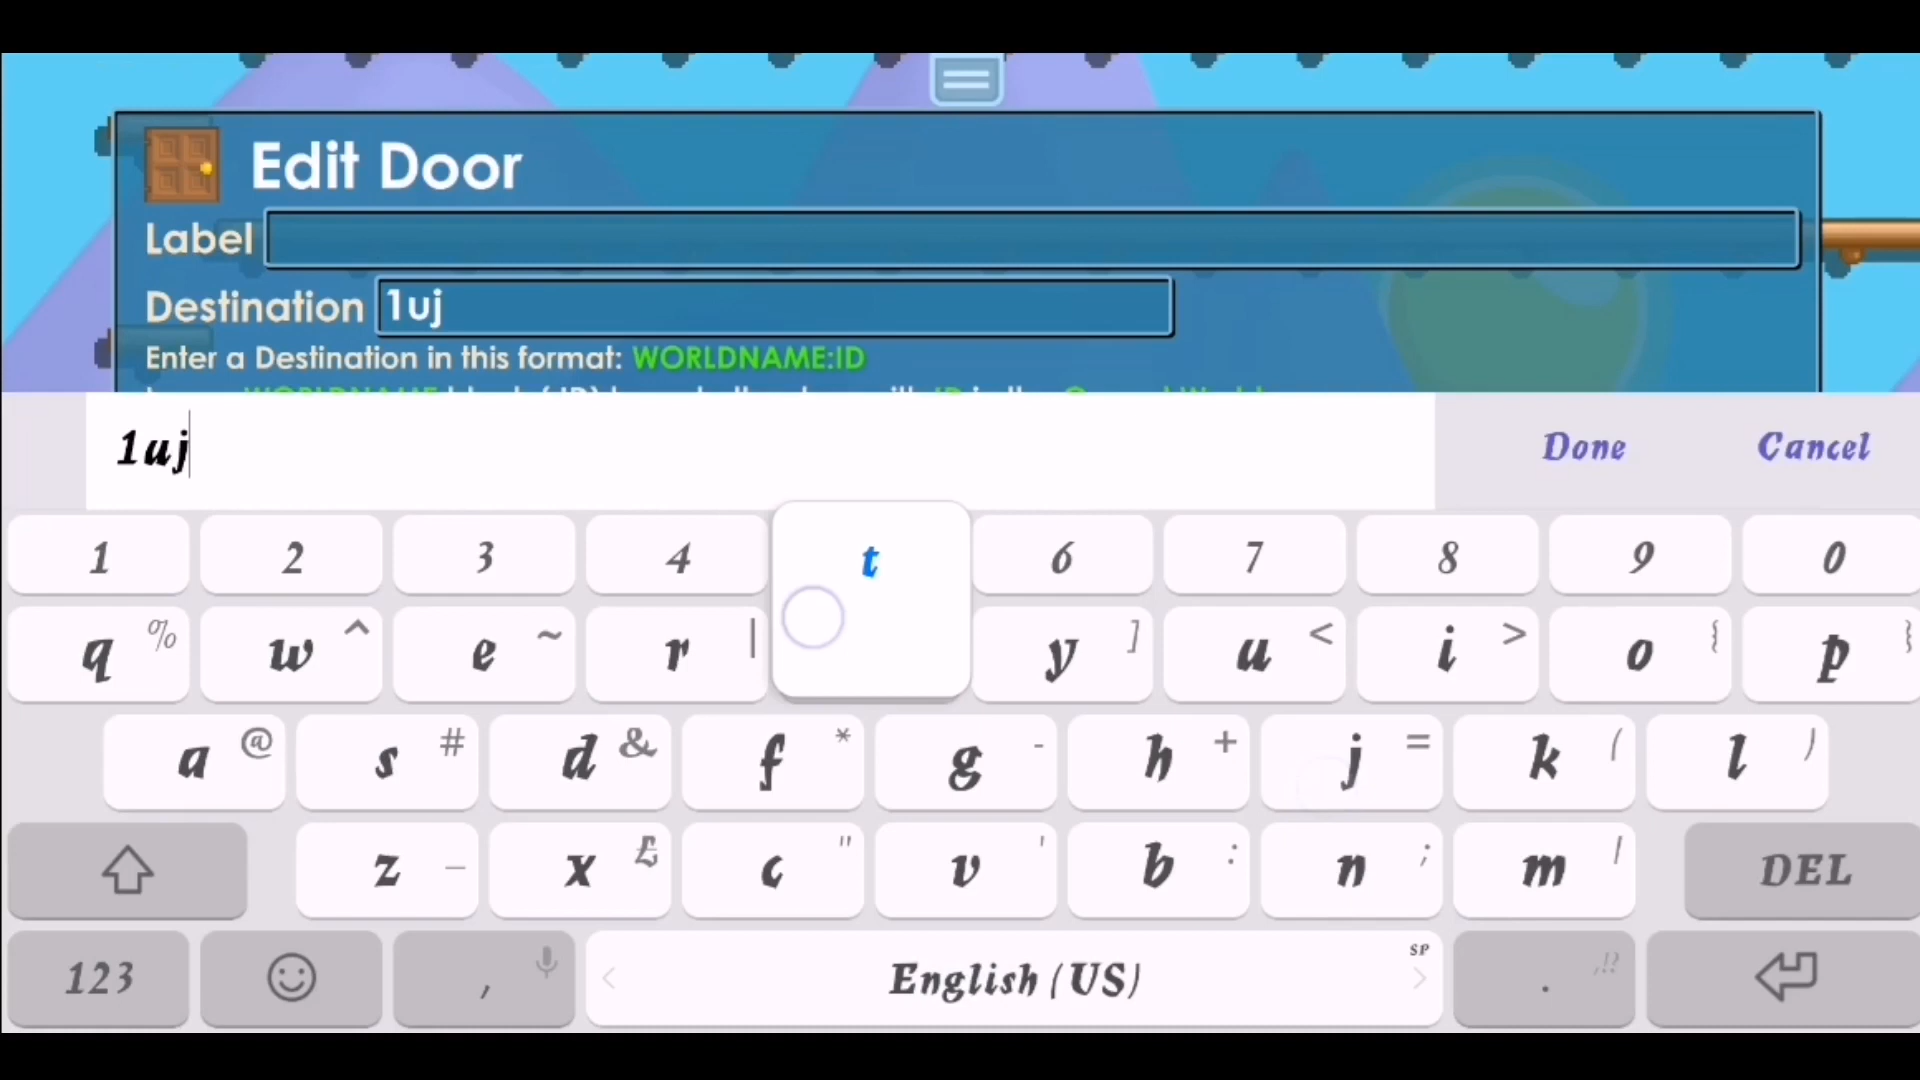 Edit Door
Label
Destination 1uj
Enter a Destination in this format: WORLDNAME:ID
1uj
Done Cancel
1 2 3 4 t 6 7 8 9 0
q % w ^ e ~ r | y ] u < i > o { p }
a @ s # d & f * g - h + j = k ( l )
z _ x £ c " v ' b : n ; m / DEL
123 , < English (US) SP > . ,!?